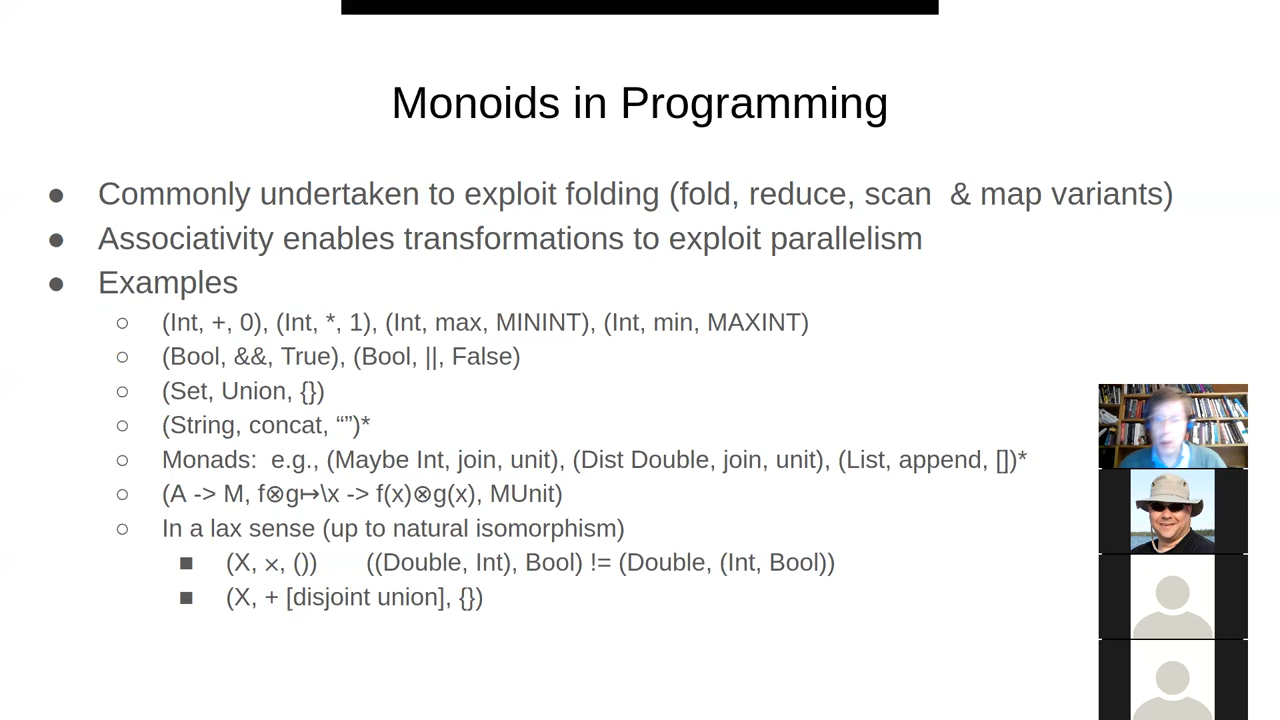 Monoids in Programming
● Commonly undertaken to exploit folding (fold, reduce, scan & map variants)
● Associativity enables transformations to exploit parallelism
● Examples
○ (Int, +, 0), (Int, *, 1), (Int, max, MININT), (Int, min, MAXINT)
○ (Bool, &&, True), (Bool, ||, False)
○ (Set, Union, {})
○ (String, concat, “”)*
○ Monads: e.g., (Maybe Int, join, unit), (Dist Double, join, unit), (List, append, [])*
○ (A -> M, f⊗g↦\x -> f(x)⊗g(x), MUnit)
○ In a lax sense (up to natural isomorphism)
■ (X, ×, ()) ((Double, Int), Bool) != (Double, (Int, Bool))
■ (X, + [disjoint union], {})